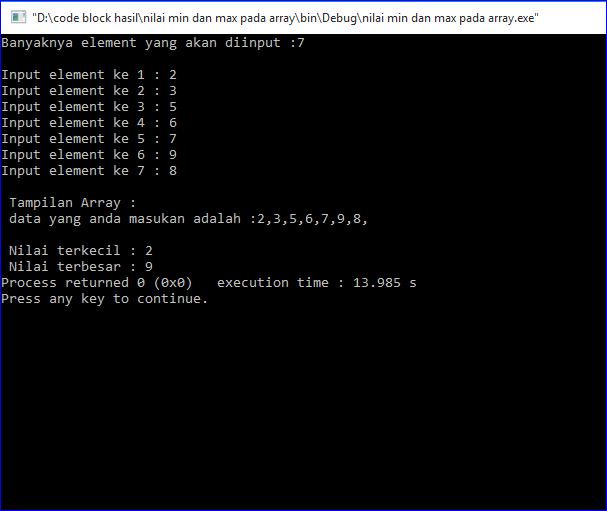 "D:\code block hasil\nilai min dan max pada array\bin\Debug\nilai min dan max pada array.exe"
Banyaknya element yang akan diinput :7
Input element ke 1 : 2
Input element ke 2 : 3
Input element ke 3 : 5
Input element ke 4 : 6
Input element ke 5 : 7
Input element ke 6 : 9
Input element ke 7 : 8
Tampilan Array :
data yang anda masukan adalah :2,3,5,6,7,9,8,
Nilai terkecil : 2
Nilai terbesar : 9
Process returned 0 (0x0)   execution time : 13.985 s
Press any key to continue.